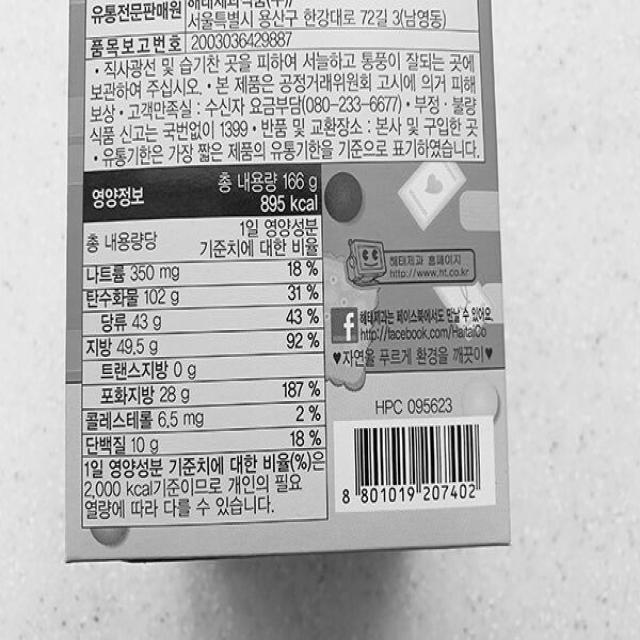 유통전문판매원 해태제과식품(주)/
서울특별시 용산구 한강대로 72길 3(남영동)
품목보고번호 2003036429887
• 직사광선 및 습기찬 곳을 피하여 서늘하고 통풍이 잘되는 곳에
보관하여 주십시오. • 본 제품은 공정거래위원회 고시에 의거 피해
보상 • 고객만족실 : 수신자 요금부담(080-233-6677) • 부정 · 불량
식품 신고는 국번없이 1399 • 반품 및 교환장소 : 본사 및 구입한 곳
• 유통기한은 가장 짧은 제품의 유통기한을 기준으로 표기하였습니다.
영양정보
총 내용량 166 g
895 kcal
총 내용량당
1일 영양성분
기준치에 대한 비율
나트륨 350 mg 18 %
탄수화물 102 g 31 %
당류 43 g 43 %
지방 49.5 g 92 %
트랜스지방 0 g
포화지방 28 g 187 %
콜레스테롤 6.5 mg 2 %
단백질 10 g 18 %
1일 영양성분 기준치에 대한 비율(%)은
2,000 kcal기준이므로 개인의 필요
열량에 따라 다를 수 있습니다.
해태제과 홈페이지
http://www.ht.co.kr
f
해태제과는 페이스북에서도 만날 수 있어요
http://facebook.com/HaitaiCo
♥자연을 푸르게 환경을 깨끗이♥
HPC 095623
8 801019 207402